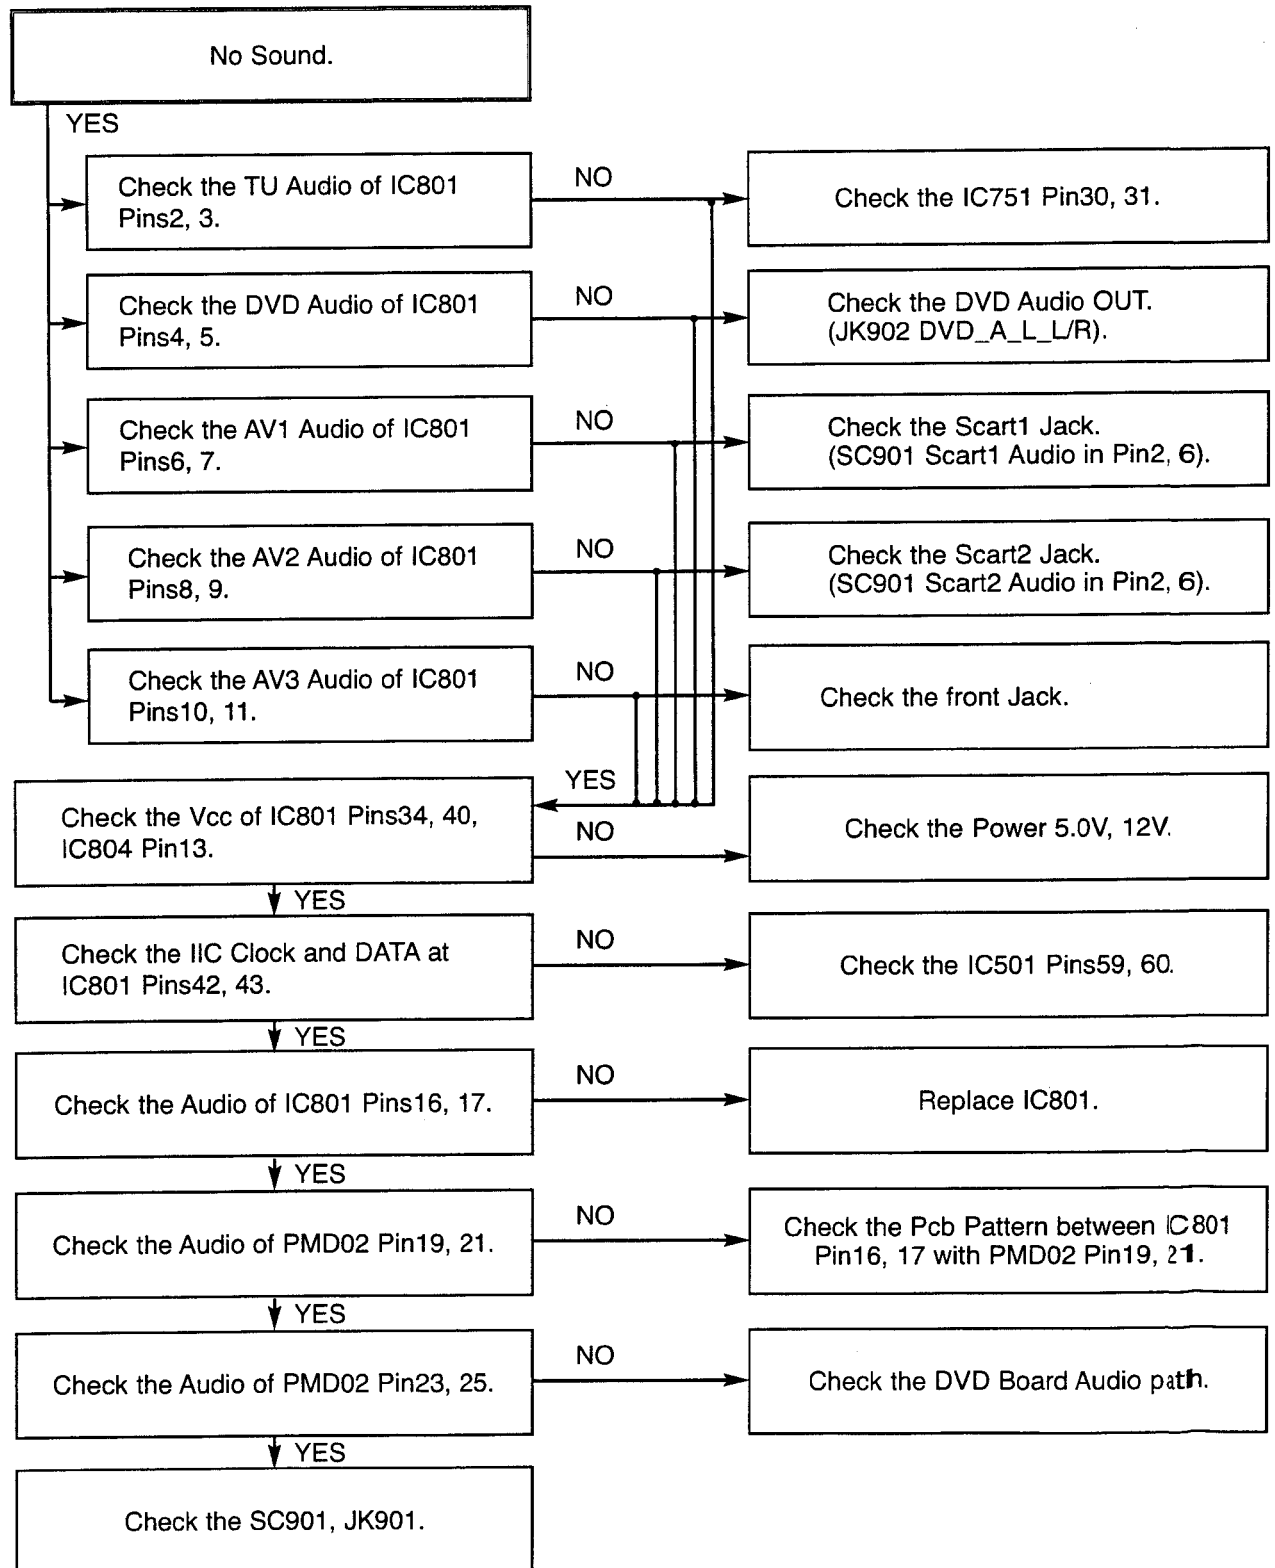 No Sound.
YES
Check the TU Audio of IC801
Pins2, 3.
NO
Check the IC751 Pin30, 31.
Check the DVD Audio of IC801
Pins4, 5.
NO
Check the DVD Audio OUT.
(JK902 DVD_A_L_L/R).
Check the AV1 Audio of IC801
Pins6, 7.
NO
Check the Scart1 Jack.
(SC901 Scart1 Audio in Pin2, 6).
Check the AV2 Audio of IC801
Pins8, 9.
NO
Check the Scart2 Jack.
(SC901 Scart2 Audio in Pin2, 6).
Check the AV3 Audio of IC801
Pins10, 11.
NO
Check the front Jack.
YES
Check the Vcc of IC801 Pins34, 40,
IC804 Pin13.
NO
Check the Power 5.0V, 12V.
YES
Check the IIC Clock and DATA at
IC801 Pins42, 43.
NO
Check the IC501 Pins59, 60.
YES
Check the Audio of IC801 Pins16, 17.
NO
Replace IC801.
YES
Check the Audio of PMD02 Pin19, 21.
NO
Check the Pcb Pattern between IC801
Pin16, 17 with PMD02 Pin19, 21.
YES
Check the Audio of PMD02 Pin23, 25.
NO
Check the DVD Board Audio path.
YES
Check the SC901, JK901.